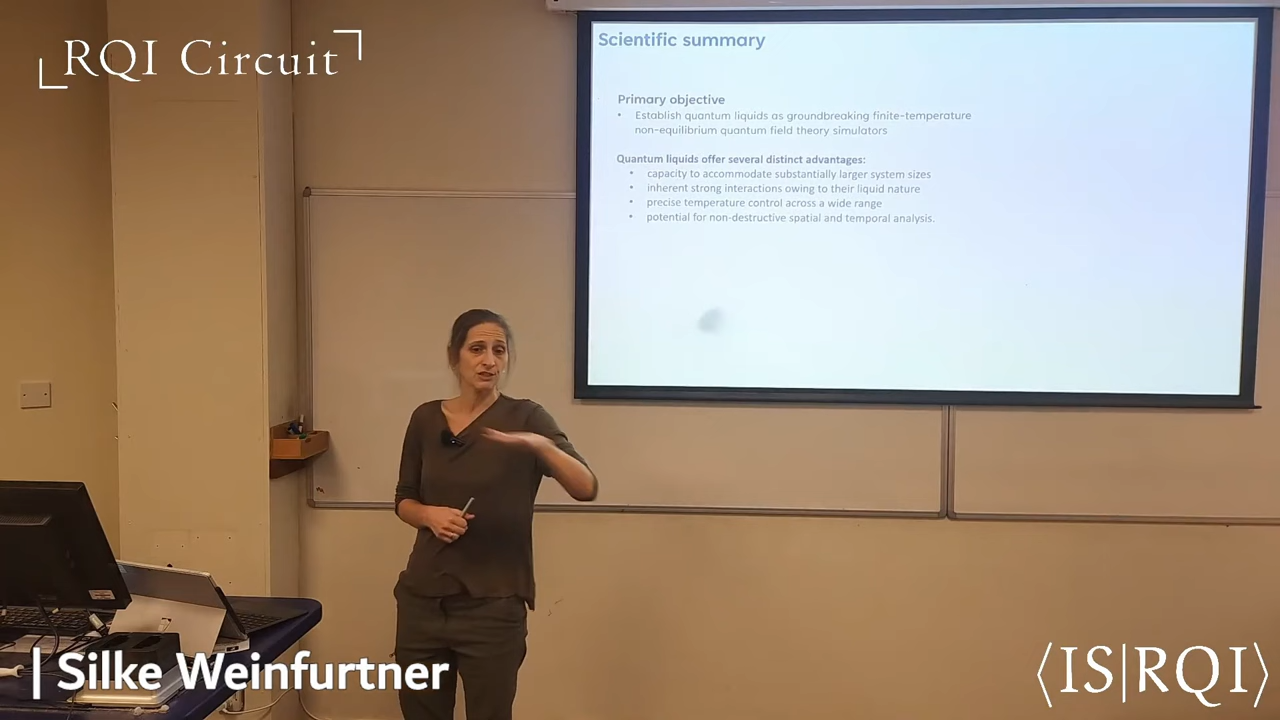 RQI Circuit
Scientific summary
Primary objective
• Establish quantum liquids as groundbreaking finite-temperature
non-equilibrium quantum field theory simulators
Quantum liquids offer several distinct advantages:
• capacity to accommodate substantially larger system sizes
• inherent strong interactions owing to their liquid nature
• precise temperature control across a wide range
• potential for non-destructive spatial and temporal analysis.
| Silke Weinfurtner
⟨IS|RQI⟩